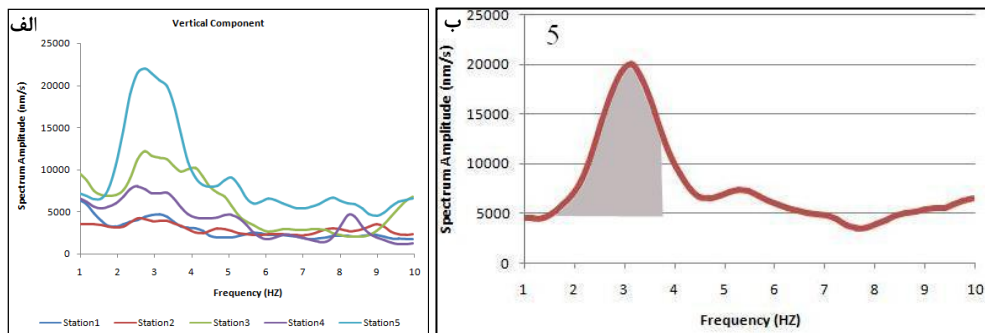 الف
Vertical Component
Spectrum Amplitude (nm/s)
25000
20000
15000
10000
5000
0
1 2 3 4 5 6 7 8 9 10
Frequency (HZ)
Station1 Station2 Station3 Station4 Station5
ب
5
Spectrum Amplitude (nm/s)
25000
20000
15000
10000
5000
0
1 2 3 4 5 6 7 8 9 10
Frequency (HZ)